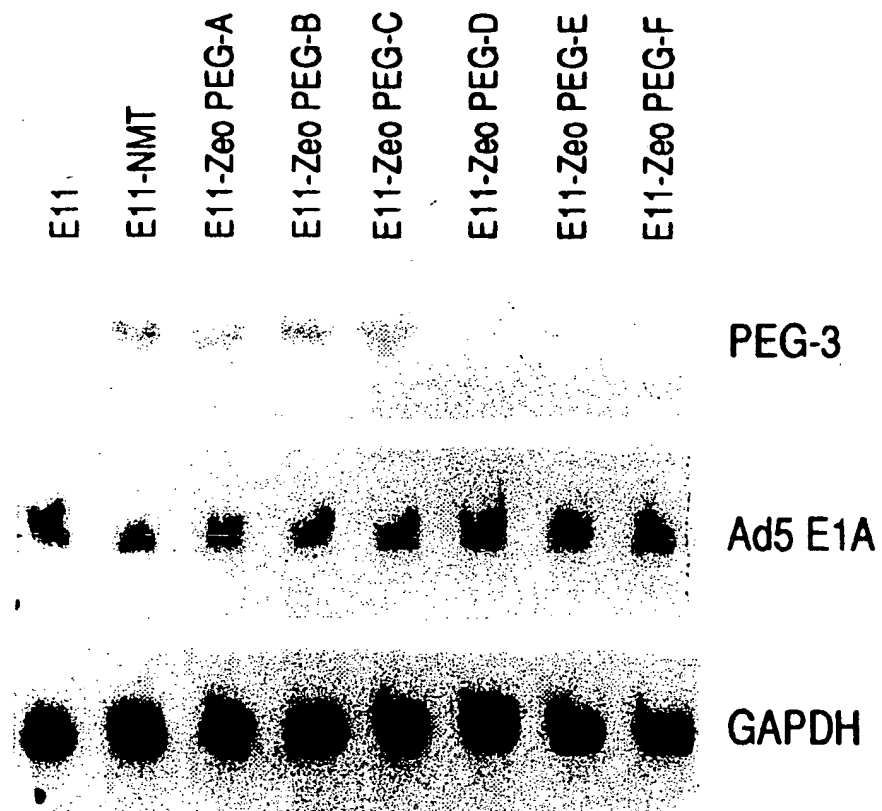 E11
E11-NMT
E11-Zeo PEG-A
E11-Zeo PEG-B
E11-Zeo PEG-C
E11-Zeo PEG-D
E11-Zeo PEG-E
E11-Zeo PEG-F
PEG-3
Ad5 E1A
GAPDH